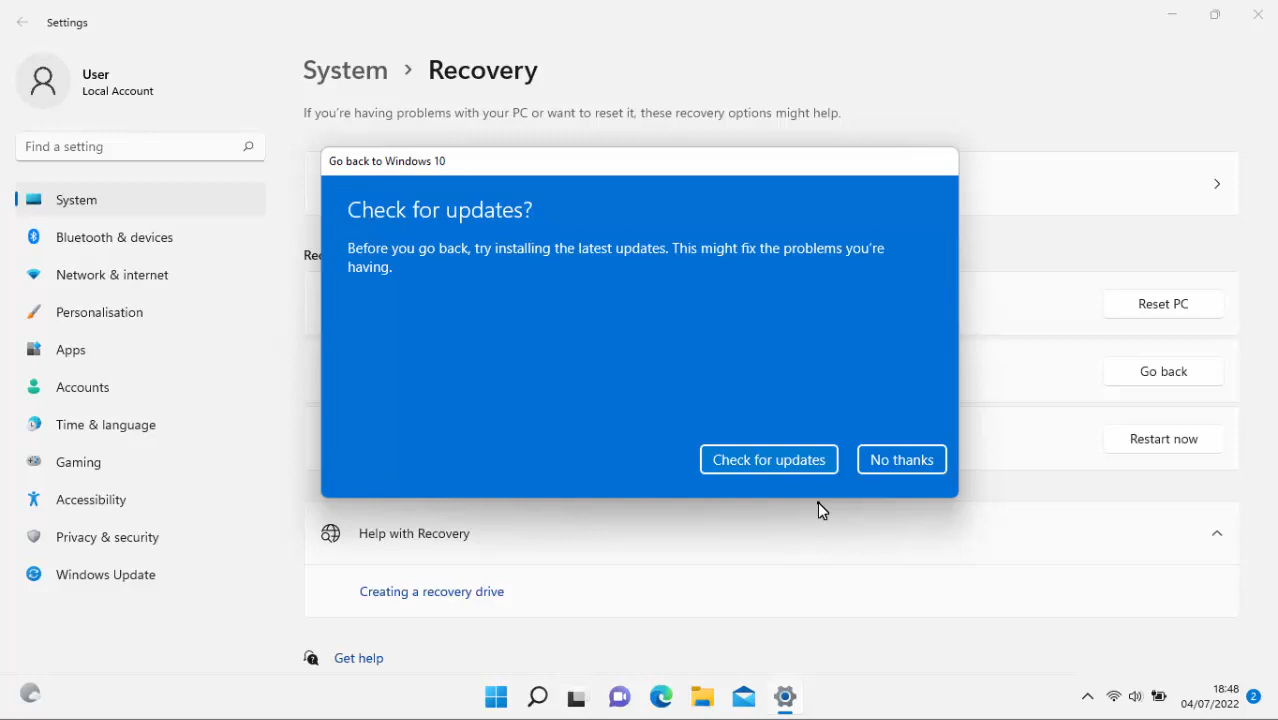 Settings
User
Local Account
Find a setting
System
Bluetooth & devices
Network & internet
Personalisation
Apps
Accounts
Time & language
Gaming
Accessibility
Privacy & security
Windows Update
System > Recovery
If you're having problems with your PC or want to reset it, these recovery options might help.
Go back to Windows 10
Check for updates?
Before you go back, try installing the latest updates. This might fix the problems you're
having.
Check for updates
No thanks
Reset PC
Go back
Restart now
Help with Recovery
Creating a recovery drive
Get help
18:48
04/07/2022
2